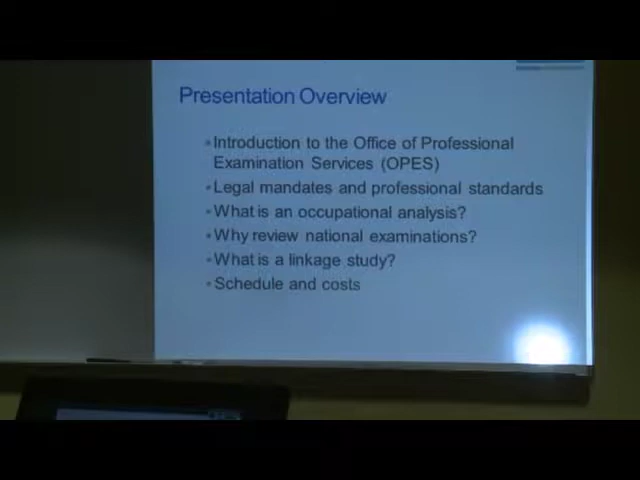 Presentation Overview
▪Introduction to the Office of Professional
Examination Services (OPES)
▪Legal mandates and professional standards
▪What is an occupational analysis?
▪Why review national examinations?
▪What is a linkage study?
▪Schedule and costs